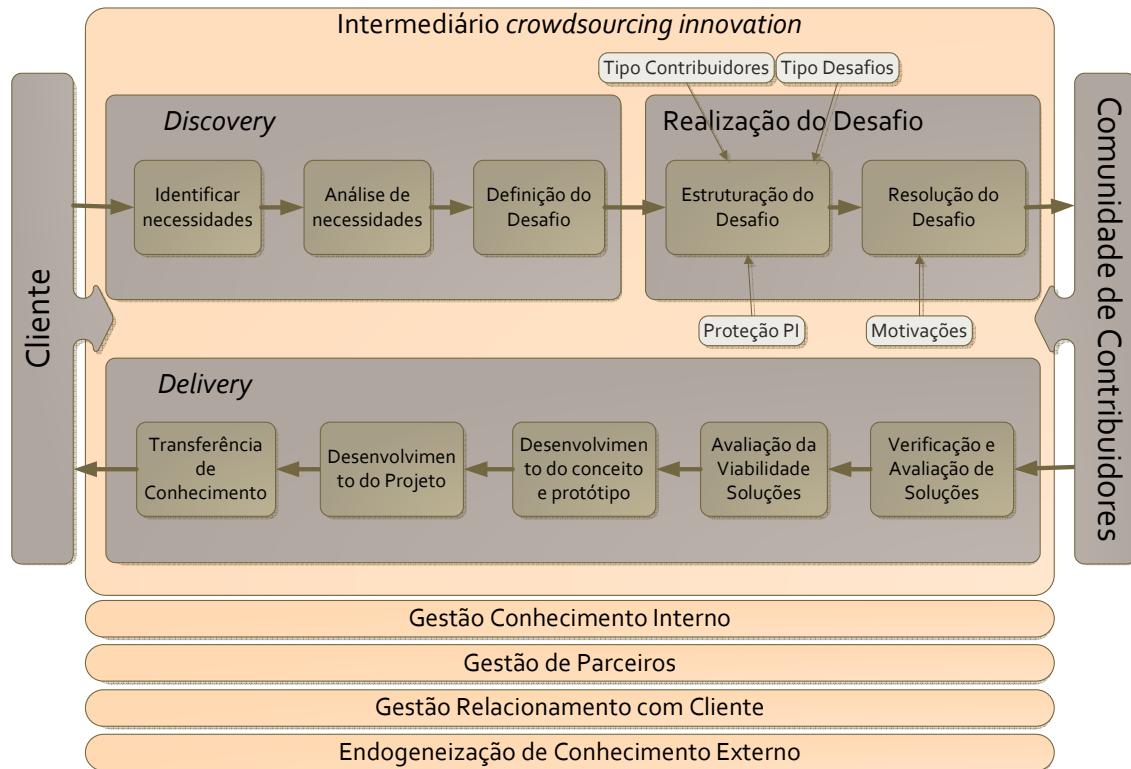 Intermediário crowdsourcing innovation
Tipo Contribuidores
Tipo Desafios
Cliente
Discovery
Identificar
necessidades
Análise de
necessidades
Definição do
Desafio
Realização do Desafio
Estruturação do
Desafio
Resolução do
Desafio
Proteção PI
Motivações
Comunidade de Contribuidores
Delivery
Transferência
de
Conhecimento
Desenvolvimen
to do Projeto
Desenvolvimen
to do conceito
e protótipo
Avaliação da
Viabilidade
Soluções
Verificação e
Avaliação de
Soluções
Gestão Conhecimento Interno
Gestão de Parceiros
Gestão Relacionamento com Cliente
Endogeneização de Conhecimento Externo